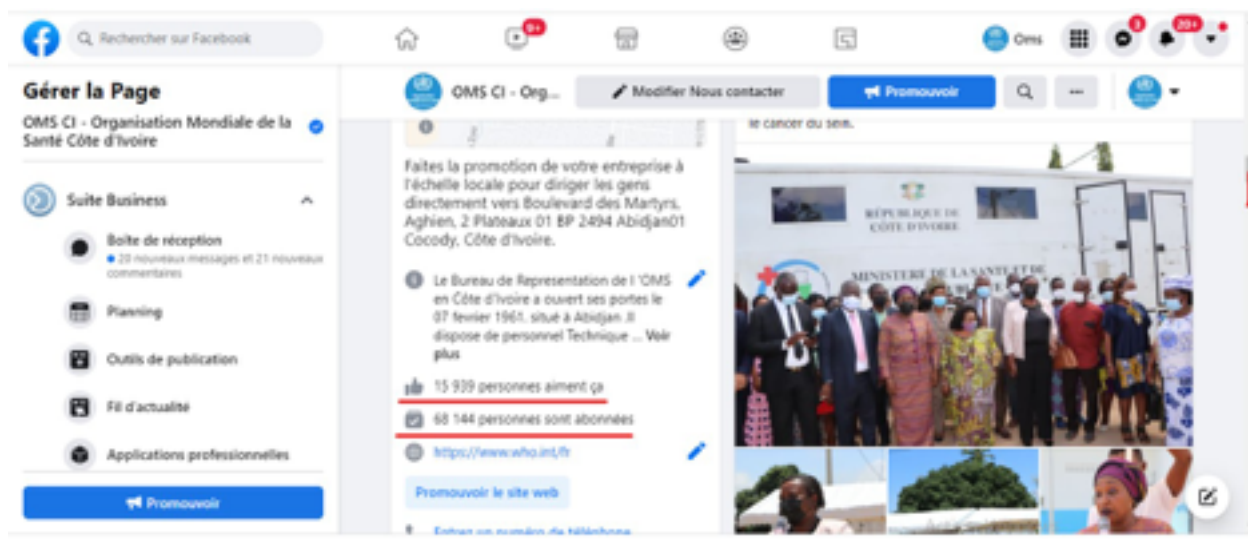 Rechercher sur Facebook
9+
Oms
3
20+
Gérer la Page
OMS CI - Organisation Mondiale de la
Santé Côte d'Ivoire
Suite Business
Boîte de réception
20 nouveaux messages et 21 nouveaux
commentaires
Planning
Outils de publication
Fil d'actualité
Applications professionnelles
Promouvoir
OMS CI - Org...
Modifier Nous contacter
Promouvoir
Faites la promotion de votre entreprise à
l'échelle locale pour diriger les gens
directement vers Boulevard des Martyrs,
Aghien, 2 Plateaux 01 BP 2494 Abidjan01
Cocody, Côte d'Ivoire.
Le Bureau de Representation de l 'OMS
en Côte d'Ivoire a ouvert ses portes le
07 fevrier 1961. situé à Abidjan .Il
dispose de personnel Technique ... Voir
plus
15 939 personnes aiment ça
68 144 personnes sont abonnées
https://www.who.int/fr
Promouvoir le site web
Entrez un numéro de téléphone
le cancer du sein.
RÉPUBLIQUE DE
CÔTE D'IVOIRE
MINISTERE DE LA SANTE ET DE